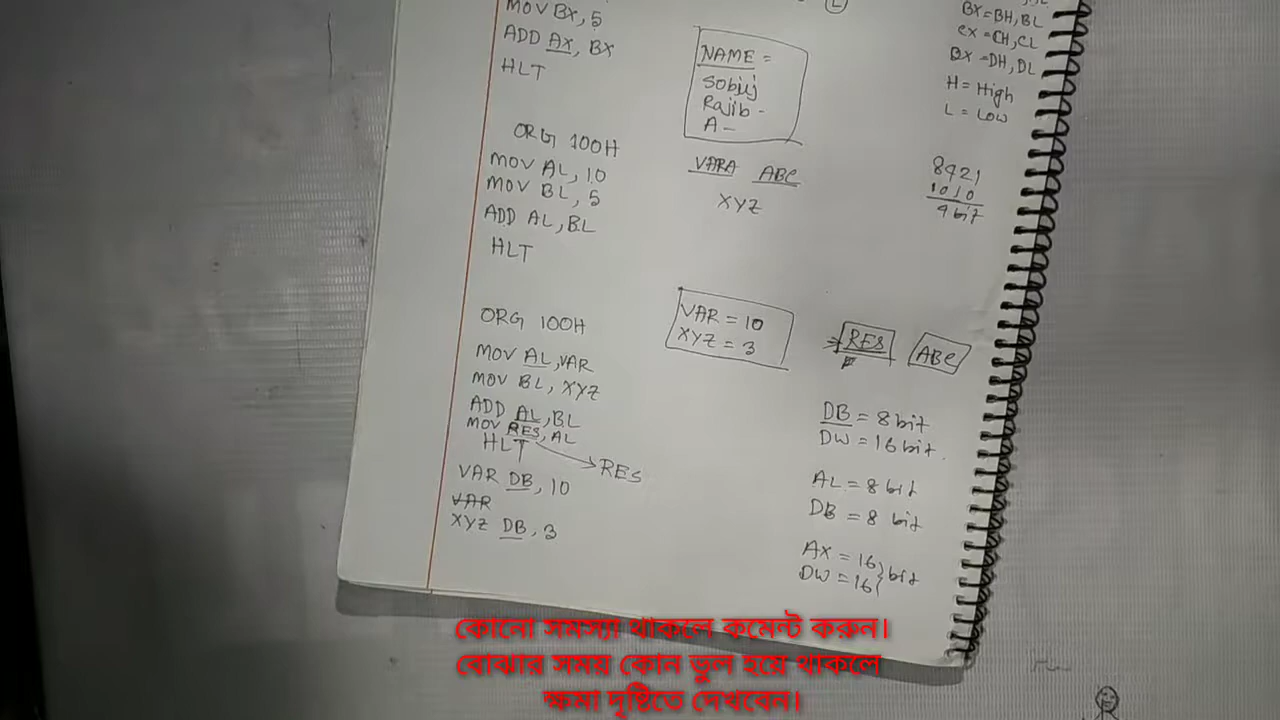 MOV BX, 5
ADD AX, BX
HLT
ORG 100H
MOV AL, 10
MOV BL, 5
ADD AL, BL
HLT
ORG 100H
MOV AL, VAR
MOV BL, XYZ
ADD AL, BL
MOV RES, AL
HLT
RES
VAR DB, 10
VAR
XYZ DB, 3
NAME =
Sobuj
Rajib -
A -
VARA ABC
XYZ
VAR = 10
XYZ = 3
L
BX = BH, BL
CX = CH, CL
BX = DH, DL
H = High
L = Low
8421
1010
4 bit
RES ABC
DB = 8 bit
DW = 16 bit.
AL = 8 bit
DB = 8 bit
AX = 16
DW = 16 } bit
কোনো সমস্যা থাকলে কমেন্ট করুন।
বোঝার সময় কোন ভুল হয়ে থাকলে
ক্ষমা দৃষ্টিতে দেখবেন।